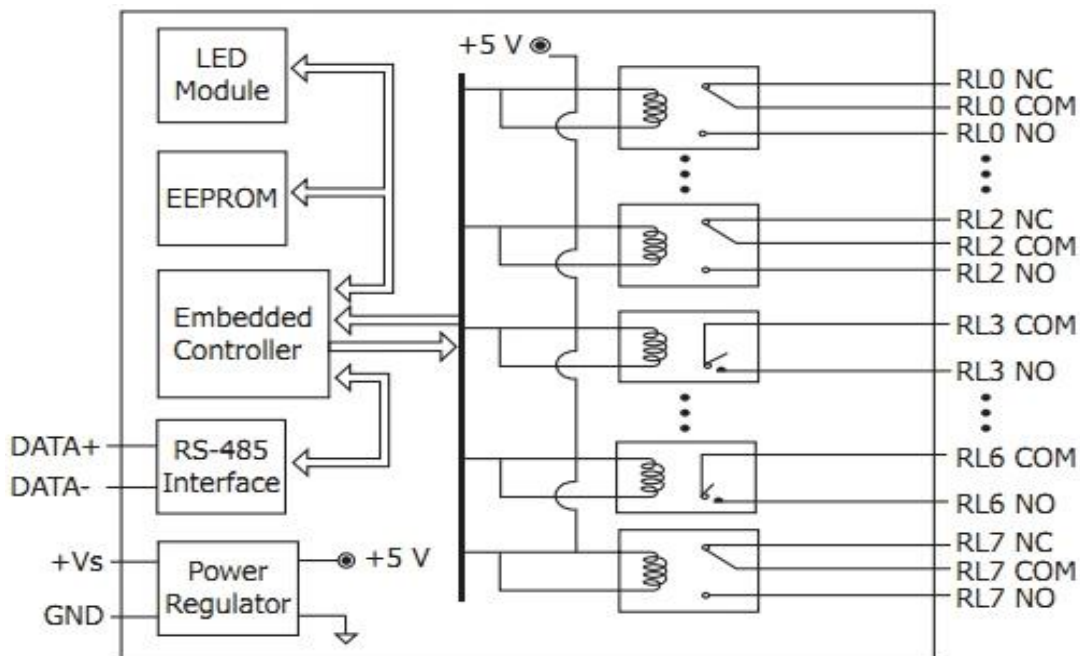 LED
Module
EEPROM
Embedded
Controller
RS-485
Interface
Power
Regulator
DATA+
DATA-
+Vs
GND
+5 V
+5 V
RL0 NC
RL0 COM
RL0 NO
RL2 NC
RL2 COM
RL2 NO
RL3 COM
RL3 NO
RL6 COM
RL6 NO
RL7 NC
RL7 COM
RL7 NO